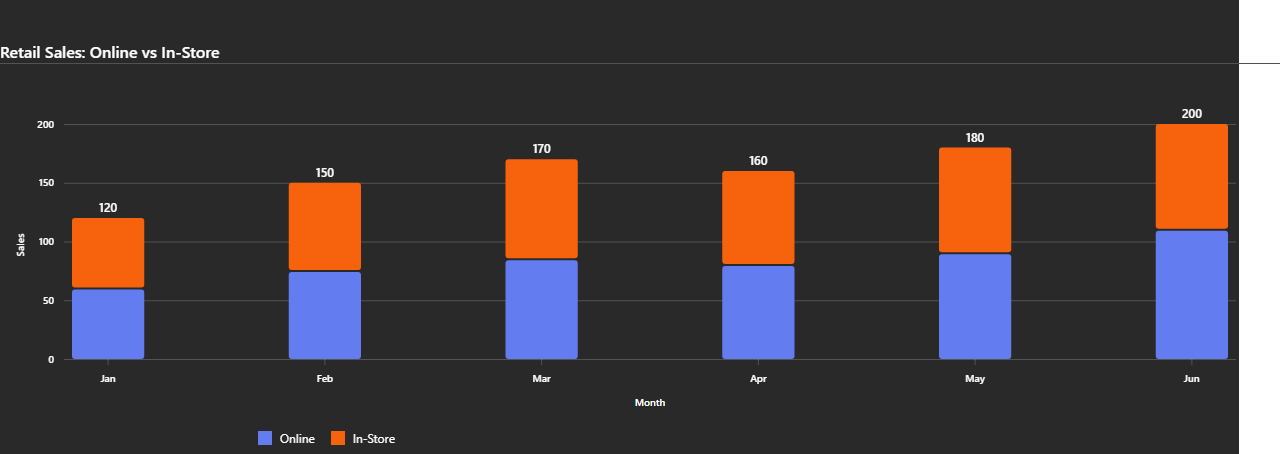 Retail Sales: Online vs In-Store
200
150
100
50
0
Sales
120
150
170
160
180
200
Jan Feb Mar Apr May Jun
Month
Online In-Store